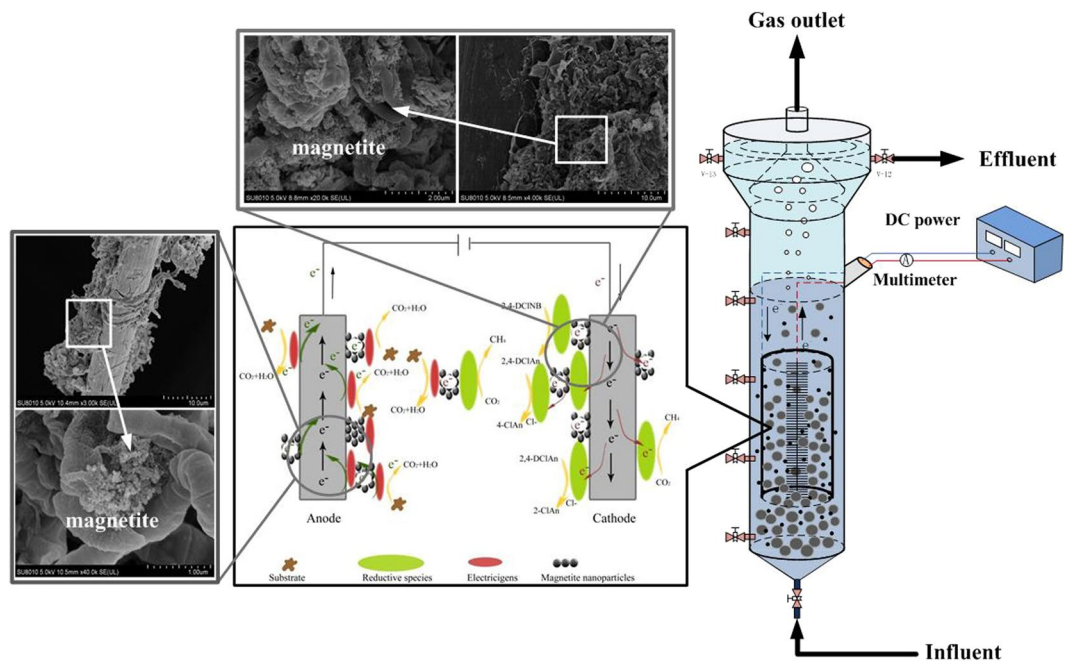 Gas outlet
magnetite
SU8010 5.0kV 8.8mm x20.0k SE(UL)
2.00um
SU8010 5.0kV 8.5mm x4.00k SE(UL)
10.0um
V-13
V-12
Effluent
DC power
A
Multimeter
e
e
SU8010 5.0kV 10.4mm x3.00k SE(UL)
10.0um
magnetite
SU8010 5.0kV 10.5mm x40.0k SE(UL)
1.00um
e⁻
e⁻
CO₂+H₂O
2,4-DClNB
Substrate
e⁻
e⁻
e⁻
CH₄
2,4-DClAn
e⁻
CO₂+H₂O
e⁻
CO₂+H₂O
e⁻
e⁻
CO₂+H₂O
CO₂
4-ClAn
Cl-
CH₄
e⁻
e⁻
e⁻
CO₂+H₂O
2,4-DClAn
e⁻
e⁻
CO₂
2-ClAn
Cl-
Anode
Cathode
Substrate
Reductive species
Electricigens
Magnetite nanoparticles
Influent